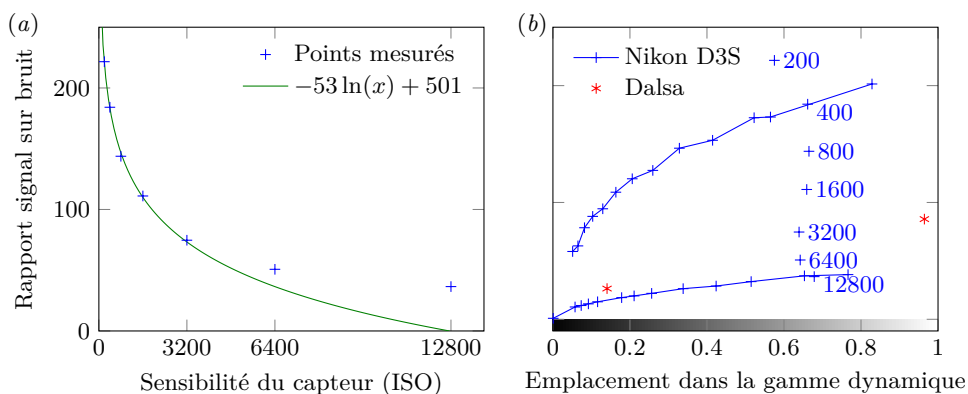 (a)
Rapport signal sur bruit
200
100
0
Points mesurés
−53 ln(x) + 501
0 3200 6400 12800
Sensibilité du capteur (ISO)
(b)
Nikon D3S
Dalsa
200
400
800
1600
3200
6400
12800
0 0.2 0.4 0.6 0.8 1
Emplacement dans la gamme dynamique